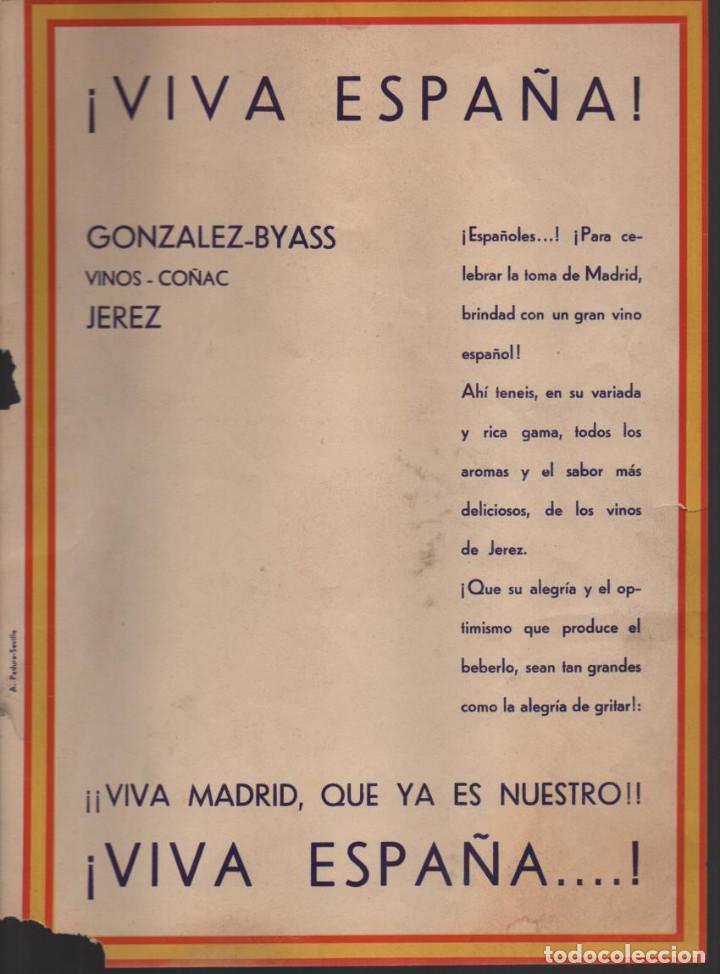 ¡VIVA ESPAÑA!
GONZALEZ-BYASS
VINOS - COÑAC
JEREZ
¡Españoles...! ¡Para ce-
lebrar la toma de Madrid,
brindad con un gran vino
español!
Ahí teneis, en su variada
y rica gama, todos los
aromas y el sabor más
deliciosos, de los vinos
de Jerez.
¡Que su alegría y el op-
timismo que produce el
beberlo, sean tan grandes
como la alegría de gritar!:
¡¡VIVA MADRID, QUE YA ES NUESTRO!!
¡VIVA ESPAÑA....!
A. Padura-Sevilla
todocoleccion